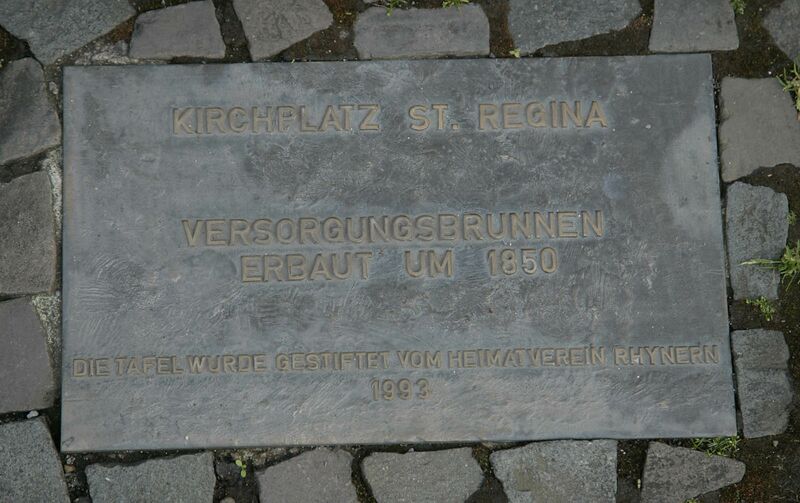 KIRCHPLATZ ST. REGINA
VERSORGUNGSBRUNNEN
ERBAUT UM 1850
DIE TAFEL WURDE GESTIFTET VOM HEIMATVEREIN RHYNERN
1993